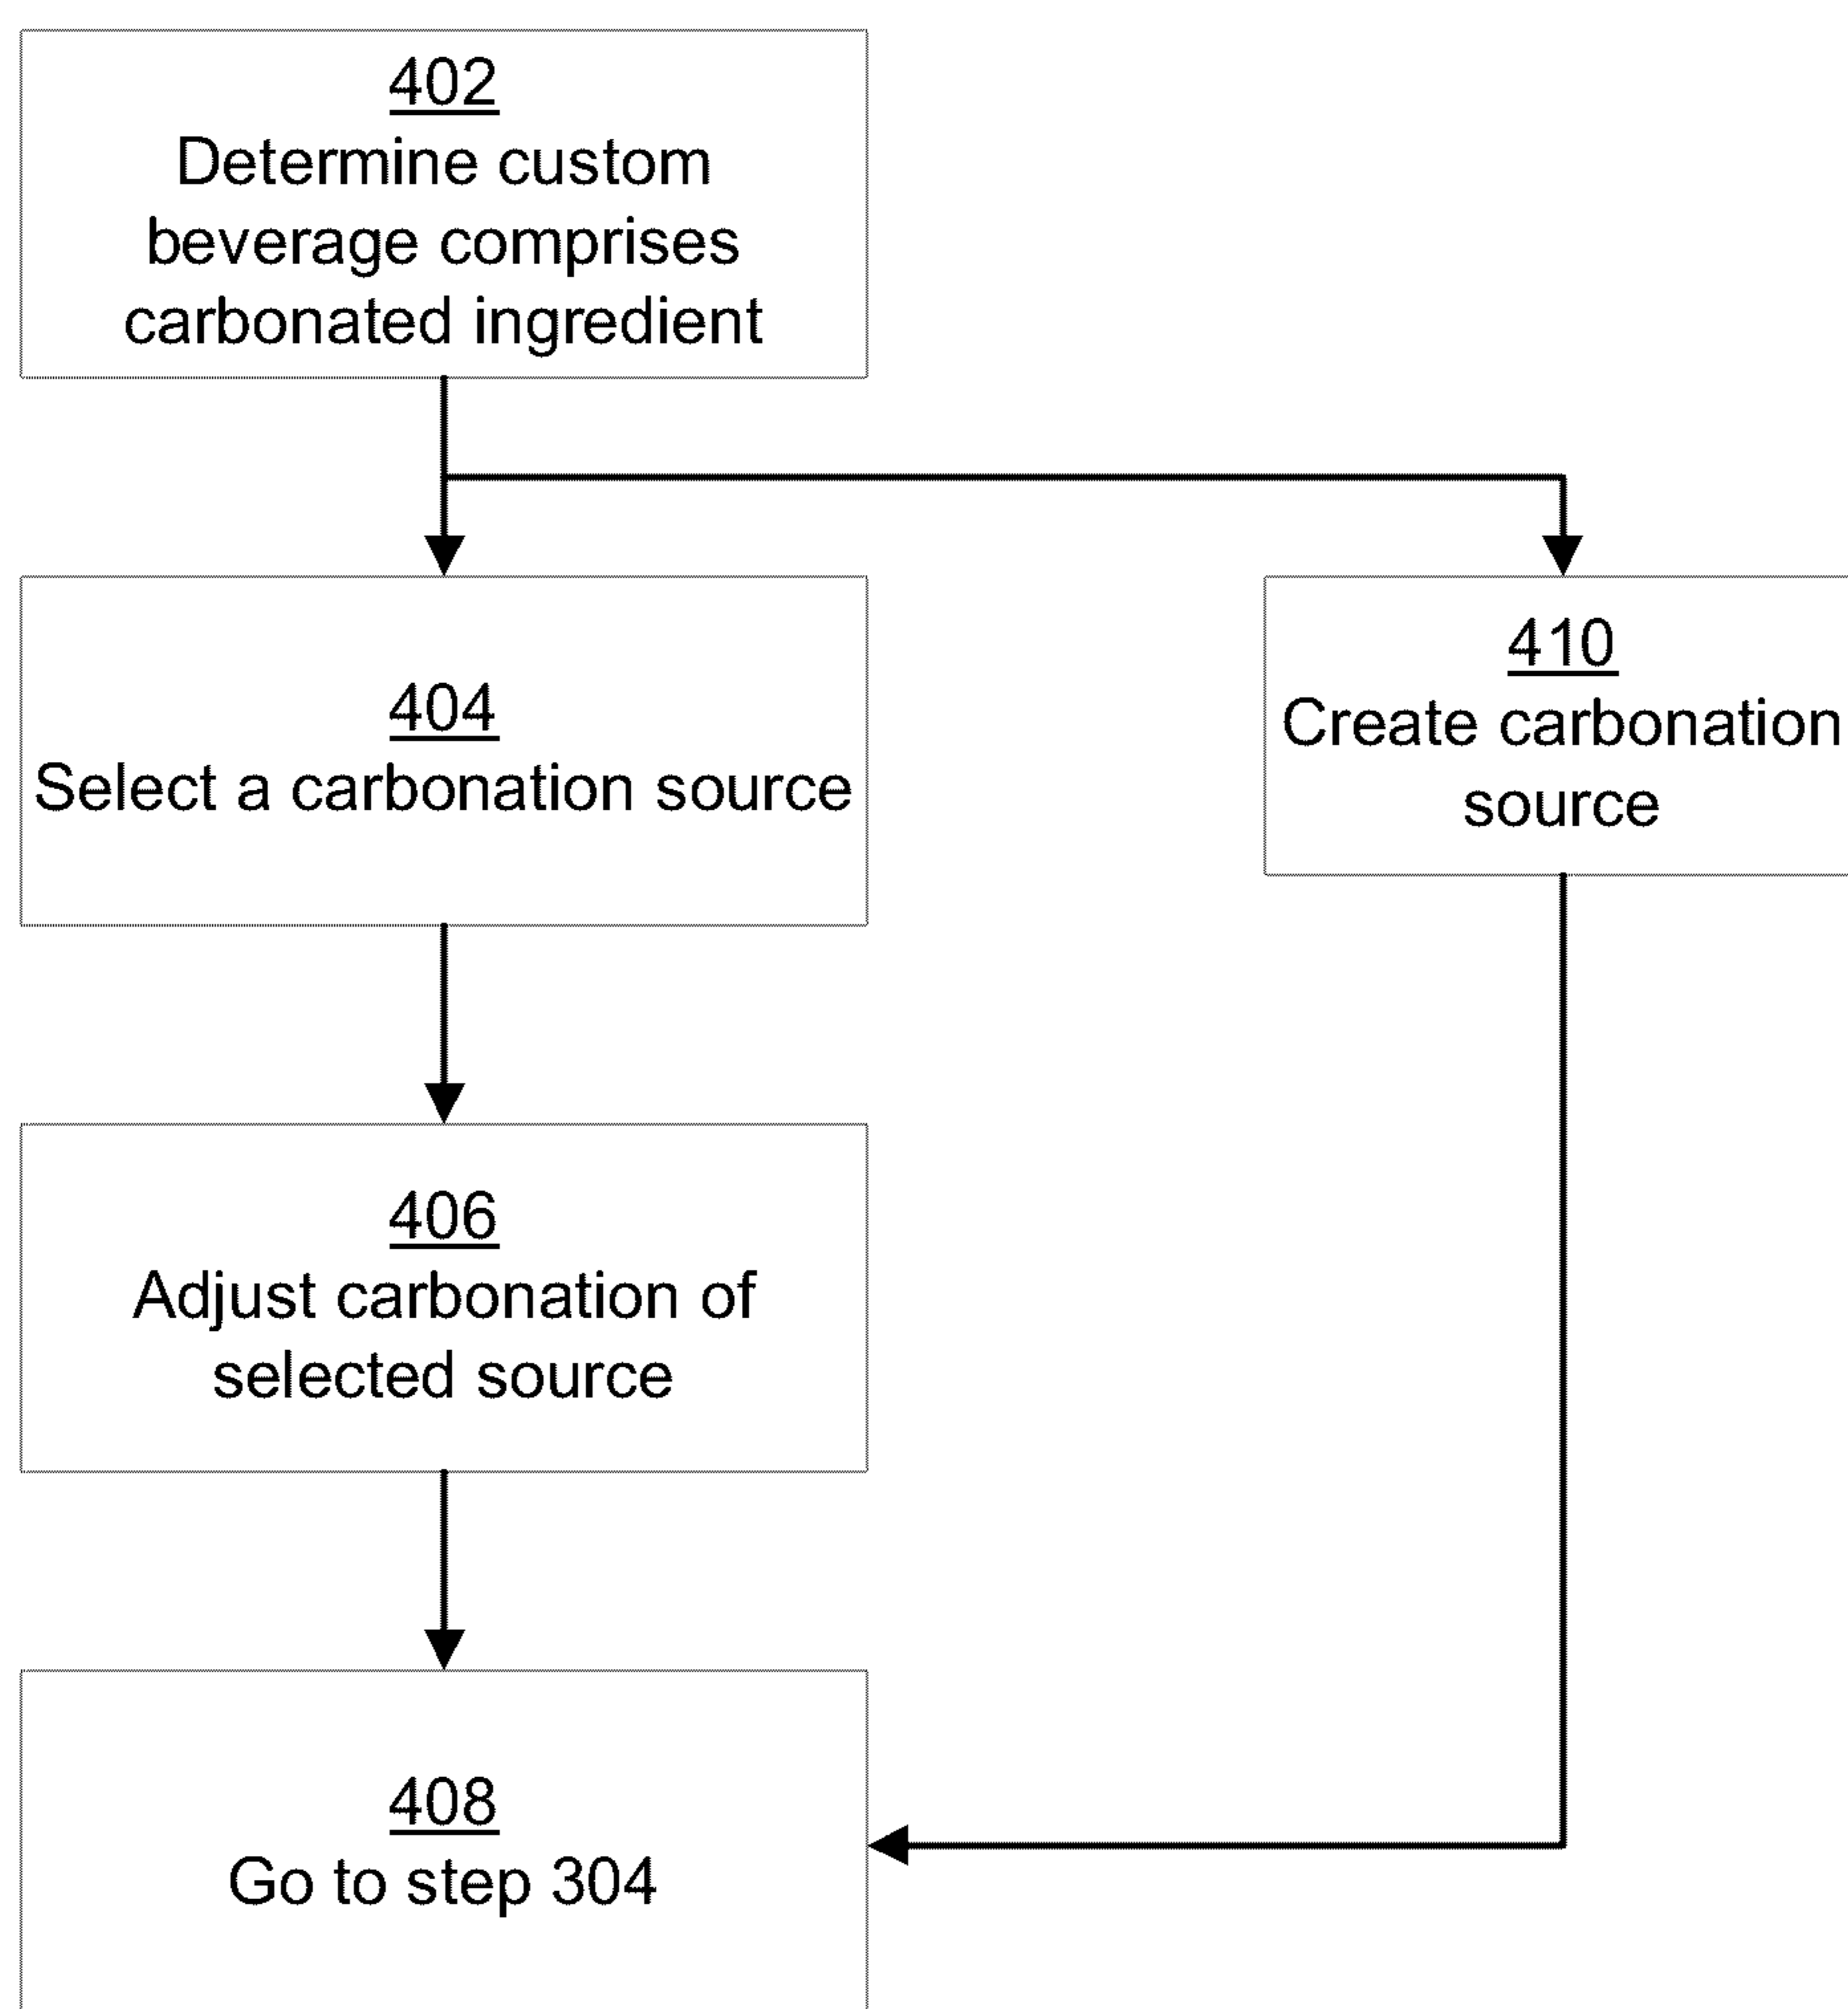 402
Determine custom
beverage comprises
carbonated ingredient
404
Select a carbonation source
410
Create carbonation
source
406
Adjust carbonation of
selected source
408
Go to step 304